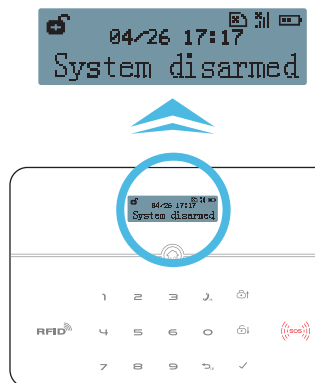 04/26 17:17
System disarmed
04/26 17:17
System disarmed
1 2 3
RFID 4 5 6 0 SOS
7 8 9